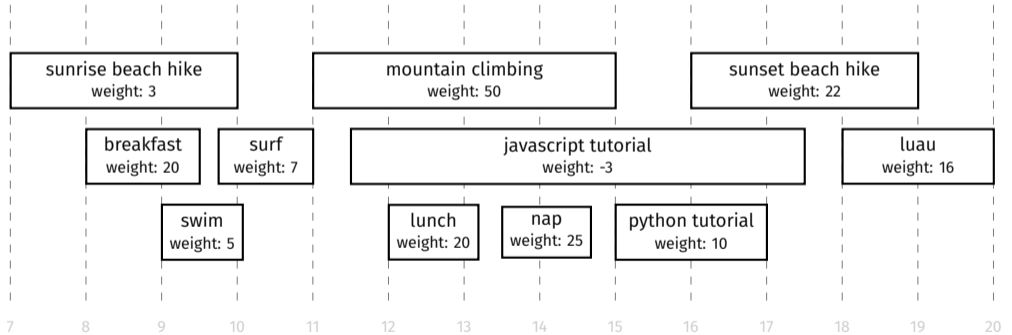 sunrise beach hike
weight: 3
mountain climbing
weight: 50
sunset beach hike
weight: 22
breakfast
weight: 20
surf
weight: 7
javascript tutorial
weight: -3
luau
weight: 16
swim
weight: 5
lunch
weight: 20
nap
weight: 25
python tutorial
weight: 10
7 8 9 10 11 12 13 14 15 16 17 18 19 20